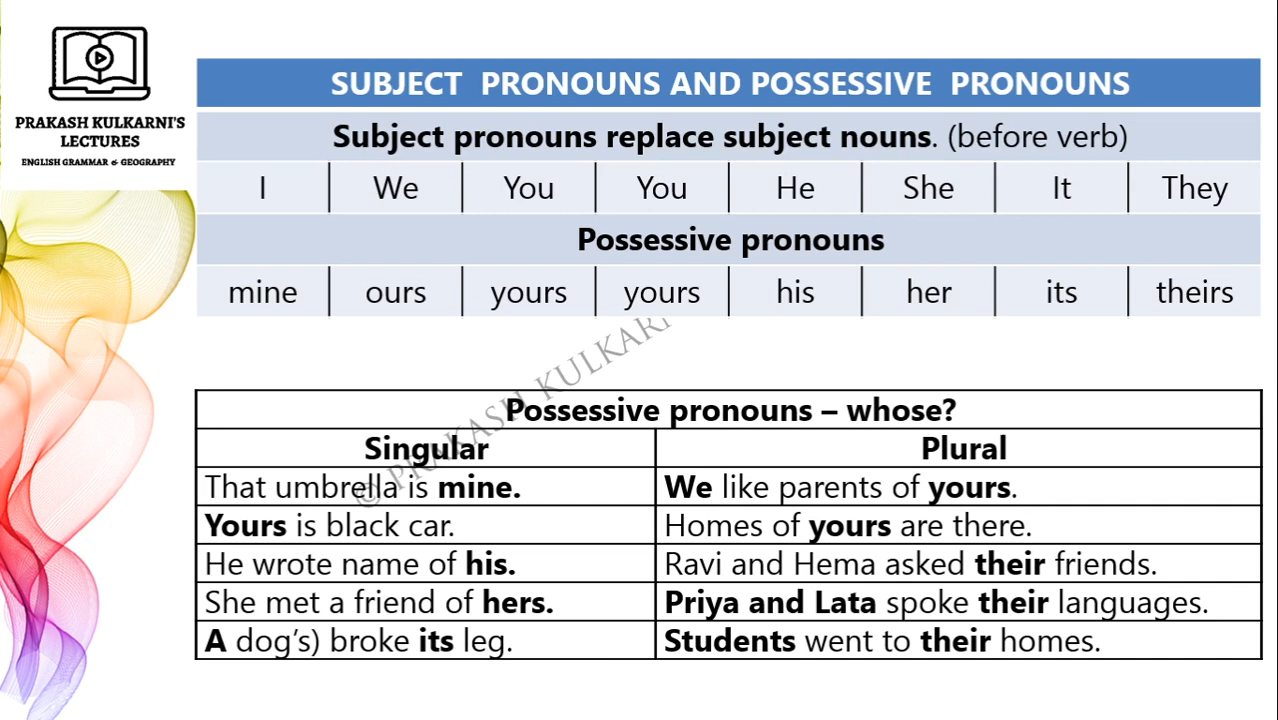 PRAKASH KULKARNI'S
LECTURES
ENGLISH GRAMMAR & GEOGRAPHY
SUBJECT PRONOUNS AND POSSESSIVE PRONOUNS
Subject pronouns replace subject nouns. (before verb)
I We You You He She It They
Possessive pronouns
mine ours yours yours his her its theirs
© PRAKASH KULKARNI
Possessive pronouns – whose?
Singular Plural
That umbrella is mine. We like parents of yours.
Yours is black car. Homes of yours are there.
He wrote name of his. Ravi and Hema asked their friends.
She met a friend of hers. Priya and Lata spoke their languages.
A dog's) broke its leg. Students went to their homes.